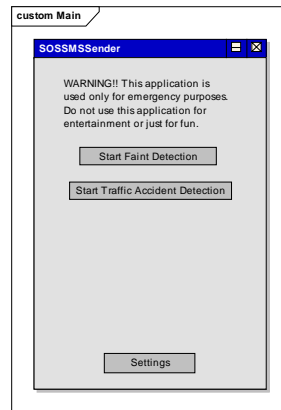 custom Main
SOSSMSSender
WARNING!! This application is
used only for emergency purposes.
Do not use this application for
entertainment or just for fun.
Start Faint Detection
Start Traffic Accident Detection
Settings